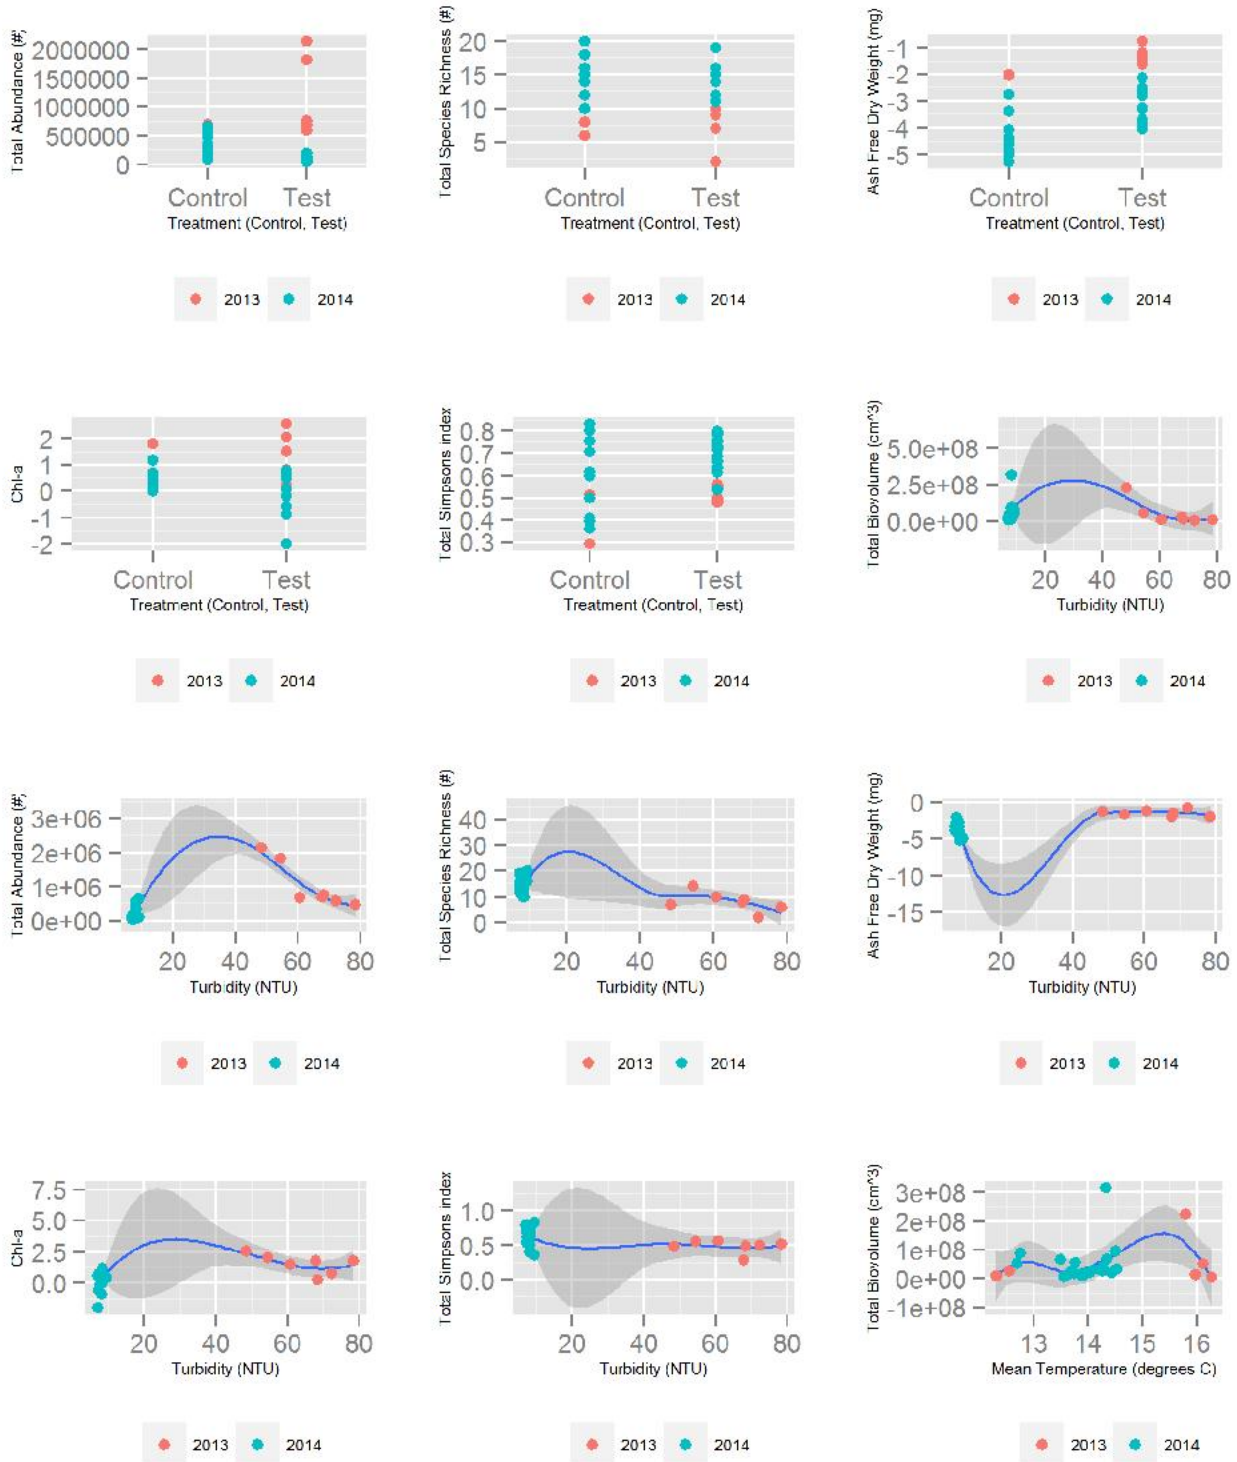 Total Abundance (#)
2000000
1500000
1000000
500000
0
Control Test
Treatment (Control, Test)
2013 2014
Total Species Richness (#)
20
15
10
5
Control Test
Treatment (Control, Test)
2013 2014
Ash Free Dry Weight (mg)
-1
-2
-3
-4
-5
Control Test
Treatment (Control, Test)
2013 2014
Chl-a
2
1
0
-1
-2
Control Test
Treatment (Control, Test)
2013 2014
Total Simpsons index
0.8
0.7
0.6
0.5
0.4
0.3
Control Test
Treatment (Control, Test)
2013 2014
Total Biovolume (cm^3)
5.0e+08
2.5e+08
0.0e+00
20 40 60 80
Turbidity (NTU)
2013 2014
Total Abundance (#)
3e+06
2e+06
1e+06
0e+00
20 40 60 80
Turbidity (NTU)
2013 2014
Total Species Richness (#)
40
30
20
10
0
20 40 60 80
Turbidity (NTU)
2013 2014
Ash Free Dry Weight (mg)
0
-5
-10
-15
20 40 60 80
Turbidity (NTU)
2013 2014
Chl-a
7.5
5.0
2.5
0.0
20 40 60 80
Turbidity (NTU)
2013 2014
Total Simpsons index
1.0
0.5
0.0
20 40 60 80
Turbidity (NTU)
2013 2014
Total Biovolume (cm^3)
3e+08
2e+08
1e+08
0e+00
-1e+08
13 14 15 16
Mean Temperature (degrees C)
2013 2014